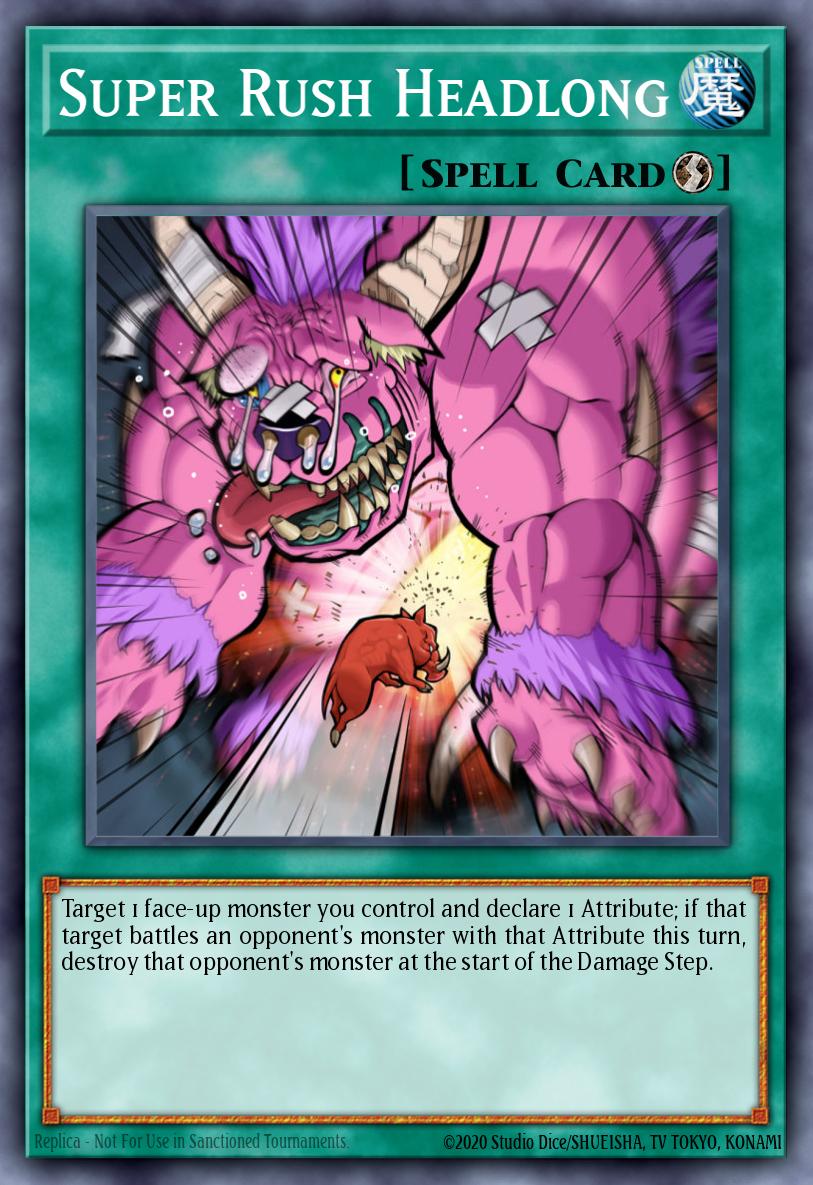 SUPER RUSH HEADLONG
SPELL
魔
[SPELL CARD]
Target 1 face-up monster you control and declare 1 Attribute; if that
target battles an opponent's monster with that Attribute this turn,
destroy that opponent's monster at the start of the Damage Step.
Replica - Not For Use in Sanctioned Tournaments.
©2020 Studio Dice/SHUEISHA, TV TOKYO, KONAMI